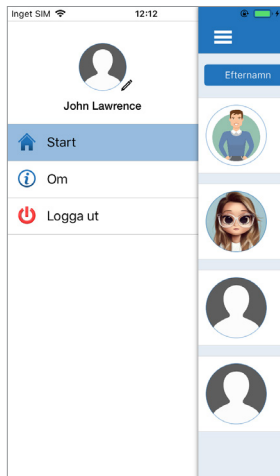 Inget SIM 12:12
John Lawrence
Start
Om
Logga ut
Efternamn